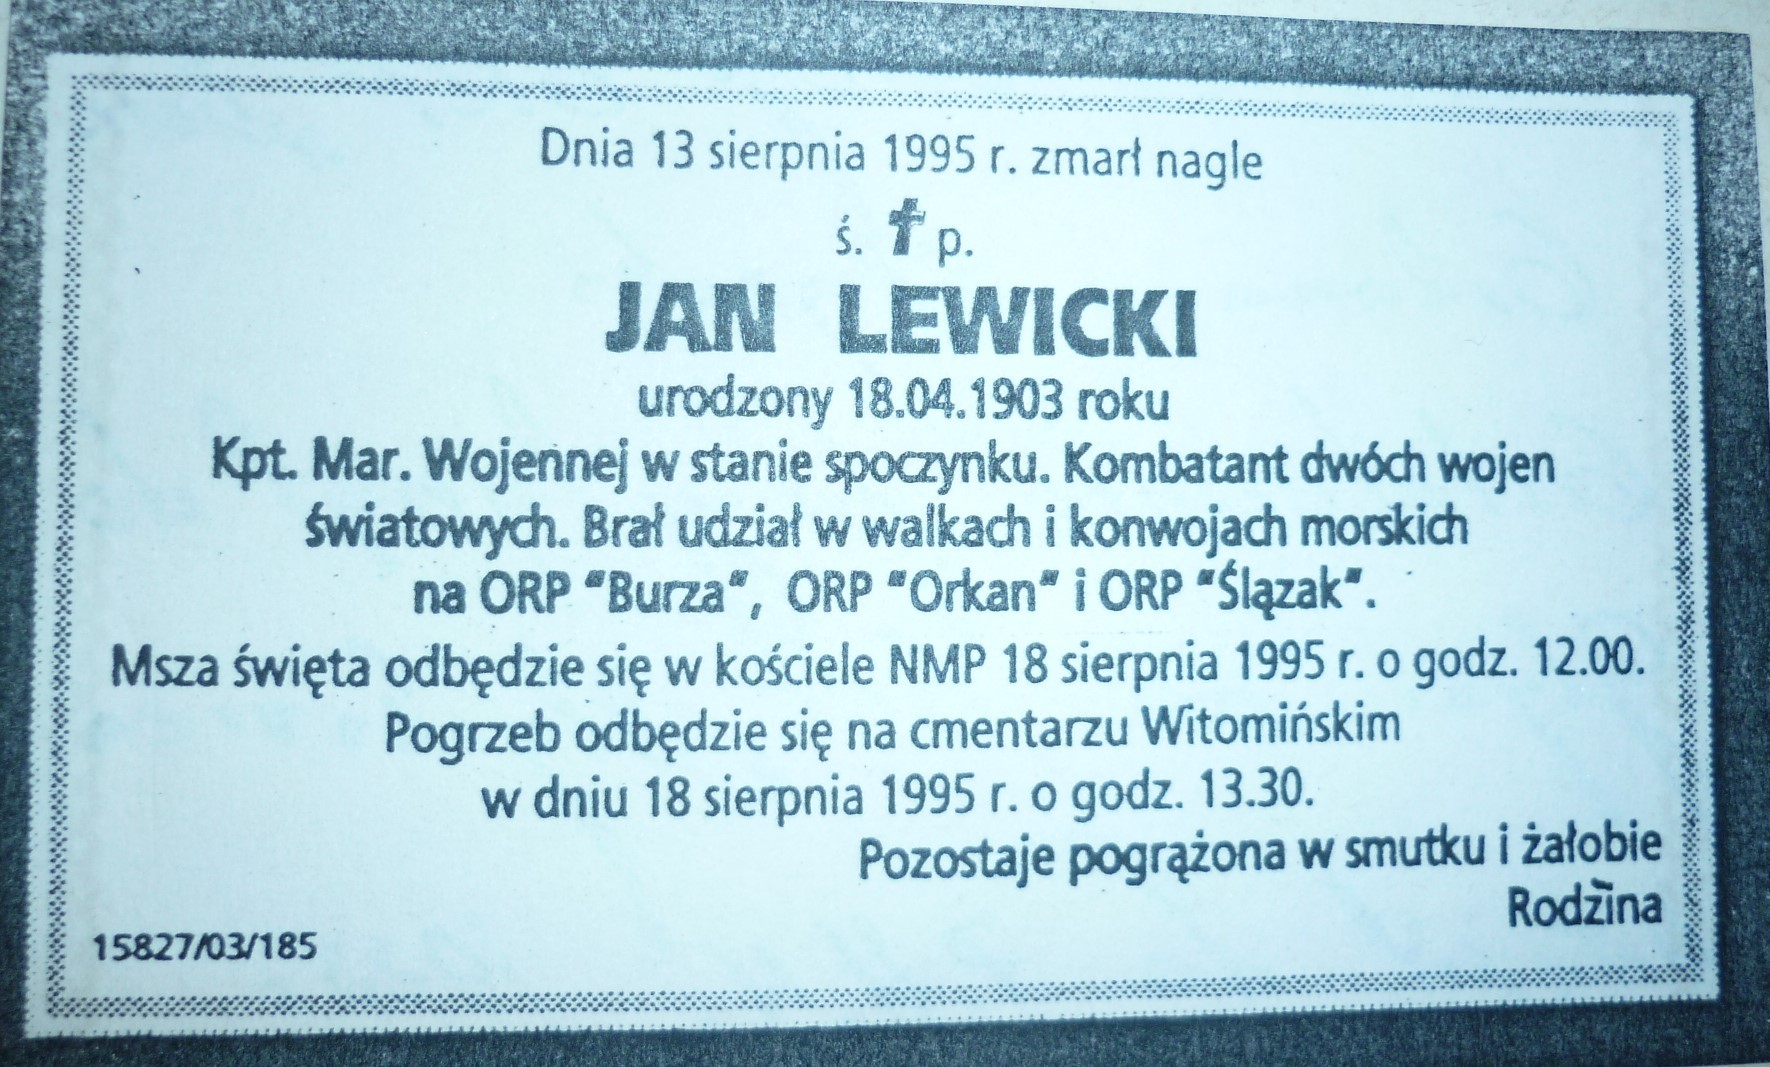 Dnia 13 sierpnia 1995 r. zmarł nagle
ś. † p.
JAN LEWICKI
urodzony 18.04.1903 roku
Kpt. Mar. Wojennej w stanie spoczynku. Kombatant dwóch wojen
światowych. Brał udział w walkach i konwojach morskich
na ORP "Burza", ORP "Orkan" i ORP "Ślązak".
Msza święta odbędzie się w kościele NMP 18 sierpnia 1995 r. o godz. 12.00.
Pogrzeb odbędzie się na cmentarzu Witomińskim
w dniu 18 sierpnia 1995 r. o godz. 13.30.
Pozostaje pogrążona w smutku i żałobie
Rodzina
15827/03/185